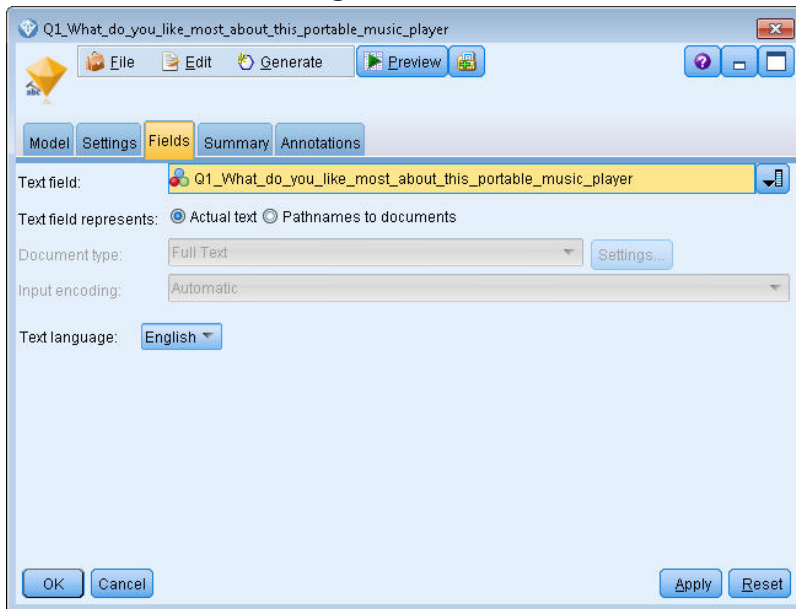 Q1_What_do_you_like_most_about_this_portable_music_player
File Edit Generate Preview
abc
Model Settings Fields Summary Annotations
Text field: Q1_What_do_you_like_most_about_this_portable_music_player
Text field represents: Actual text Pathnames to documents
Document type: Full Text Settings...
Input encoding: Automatic
Text language: English
OK Cancel Apply Reset